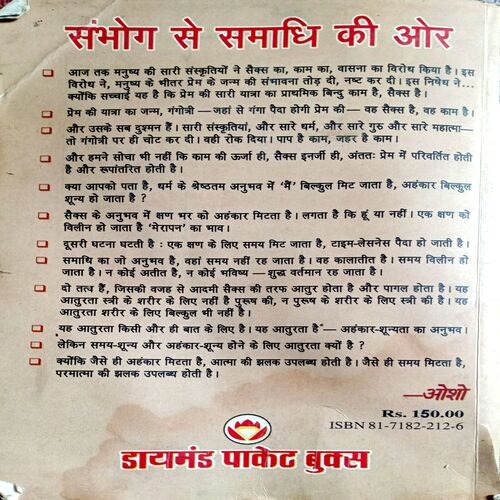 संभोग से समाधि की ओर
आज तक मनुष्य की सारी संस्कृतियों ने सैक्स का, काम का, वासना का विरोध किया है। इस
विरोध ने, मनुष्य के भीतर प्रेम के जन्म की संभावना तोड़ दी, नष्ट कर दी। इस निषेध ने...
क्योंकि सच्चाई यह है कि प्रेम की सारी यात्रा का प्राथमिक बिन्दु काम है, सैक्स है।
प्रेम की यात्रा का जन्म, गंगोत्री—जहां से गंगा पैदा होगी प्रेम की— वह सैक्स है, वह काम है।
और उसके सब दुश्मन हैं। सारी संस्कृतियां, और सारे धर्म, और सारे गुरु और सारे महात्मा—
तो गंगोत्री पर ही चोट कर दी। वहीं रोक दिया। पाप है काम, जहर है काम।
और हमने सोचा भी नहीं कि काम की ऊर्जा ही, सैक्स इनर्जी ही, अंततः प्रेम में परिवर्तित होती
है और रूपांतरित होती है।
क्या आपको पता है, धर्म के श्रेष्ठतम अनुभव में 'मैं' बिल्कुल मिट जाता है, अहंकार बिल्कुल
शून्य हो जाता है ?
सैक्स के अनुभव में क्षण भर को अहंकार मिटता है। लगता है कि हूं या नहीं। एक क्षण को
विलीन हो जाता है 'मेरापन' का भाव।
दूसरी घटना घटती है : एक क्षण के लिए समय मिट जाता है, टाइम-लेसनेस पैदा हो जाती है।
समाधि का जो अनुभव है, वहां समय नहीं रह जाता है। वह कालातीत है। समय विलीन हो
जाता है। न कोई अतीत है, न कोई भविष्य —शुद्ध वर्तमान रह जाता है।
दो तत्व हैं, जिसकी वजह से आदमी सैक्स की तरफ आतुर होता है और पागल होता है। यह
आतुरता स्त्री के शरीर के लिए नहीं है पुरूष की, न पुरूष के शरीर के लिए स्त्री की है। यह
आतुरता शरीर के लिए बिल्कुल भी नहीं है।
यह आतुरता किसी और ही बात के लिए है। यह आतुरता है — अहंकार-शून्यता का अनुभव।
लेकिन समय-शून्य और अहंकार-शून्य होने के लिए आतुरता क्यों है ?
क्योंकि जैसे ही अहंकार मिटता है, आत्मा की झलक उपलब्ध होती है। जैसे ही समय मिटता है,
परमात्मा की झलक उपलब्ध होती है।
—ओशो
Rs. 150.00
ISBN 81-7182-212-6
डायमंड पाकेट बुक्स